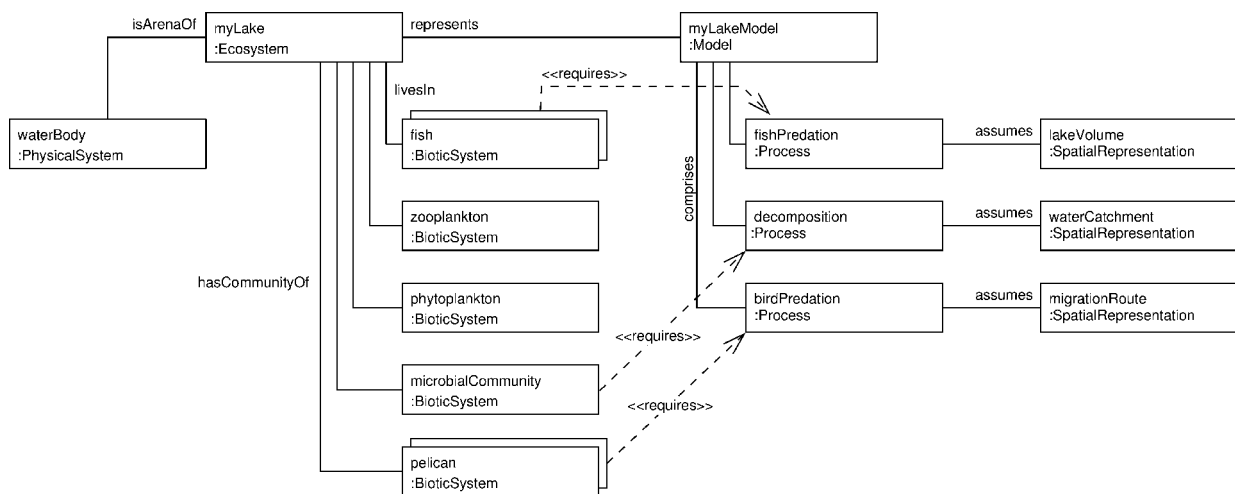 isArenaOf
myLake
:Ecosystem
represents
myLakeModel
:Model
<<requires>>
livesIn
waterBody
:PhysicalSystem
fish
:BioticSystem
fishPredation
:Process
assumes
lakeVolume
:SpatialRepresentation
comprises
zooplankton
:BioticSystem
decomposition
:Process
assumes
waterCatchment
:SpatialRepresentation
hasCommunityOf
phytoplankton
:BioticSystem
birdPredation
:Process
assumes
migrationRoute
:SpatialRepresentation
<<requires>>
microbialCommunity
:BioticSystem
<<requires>>
pelican
:BioticSystem